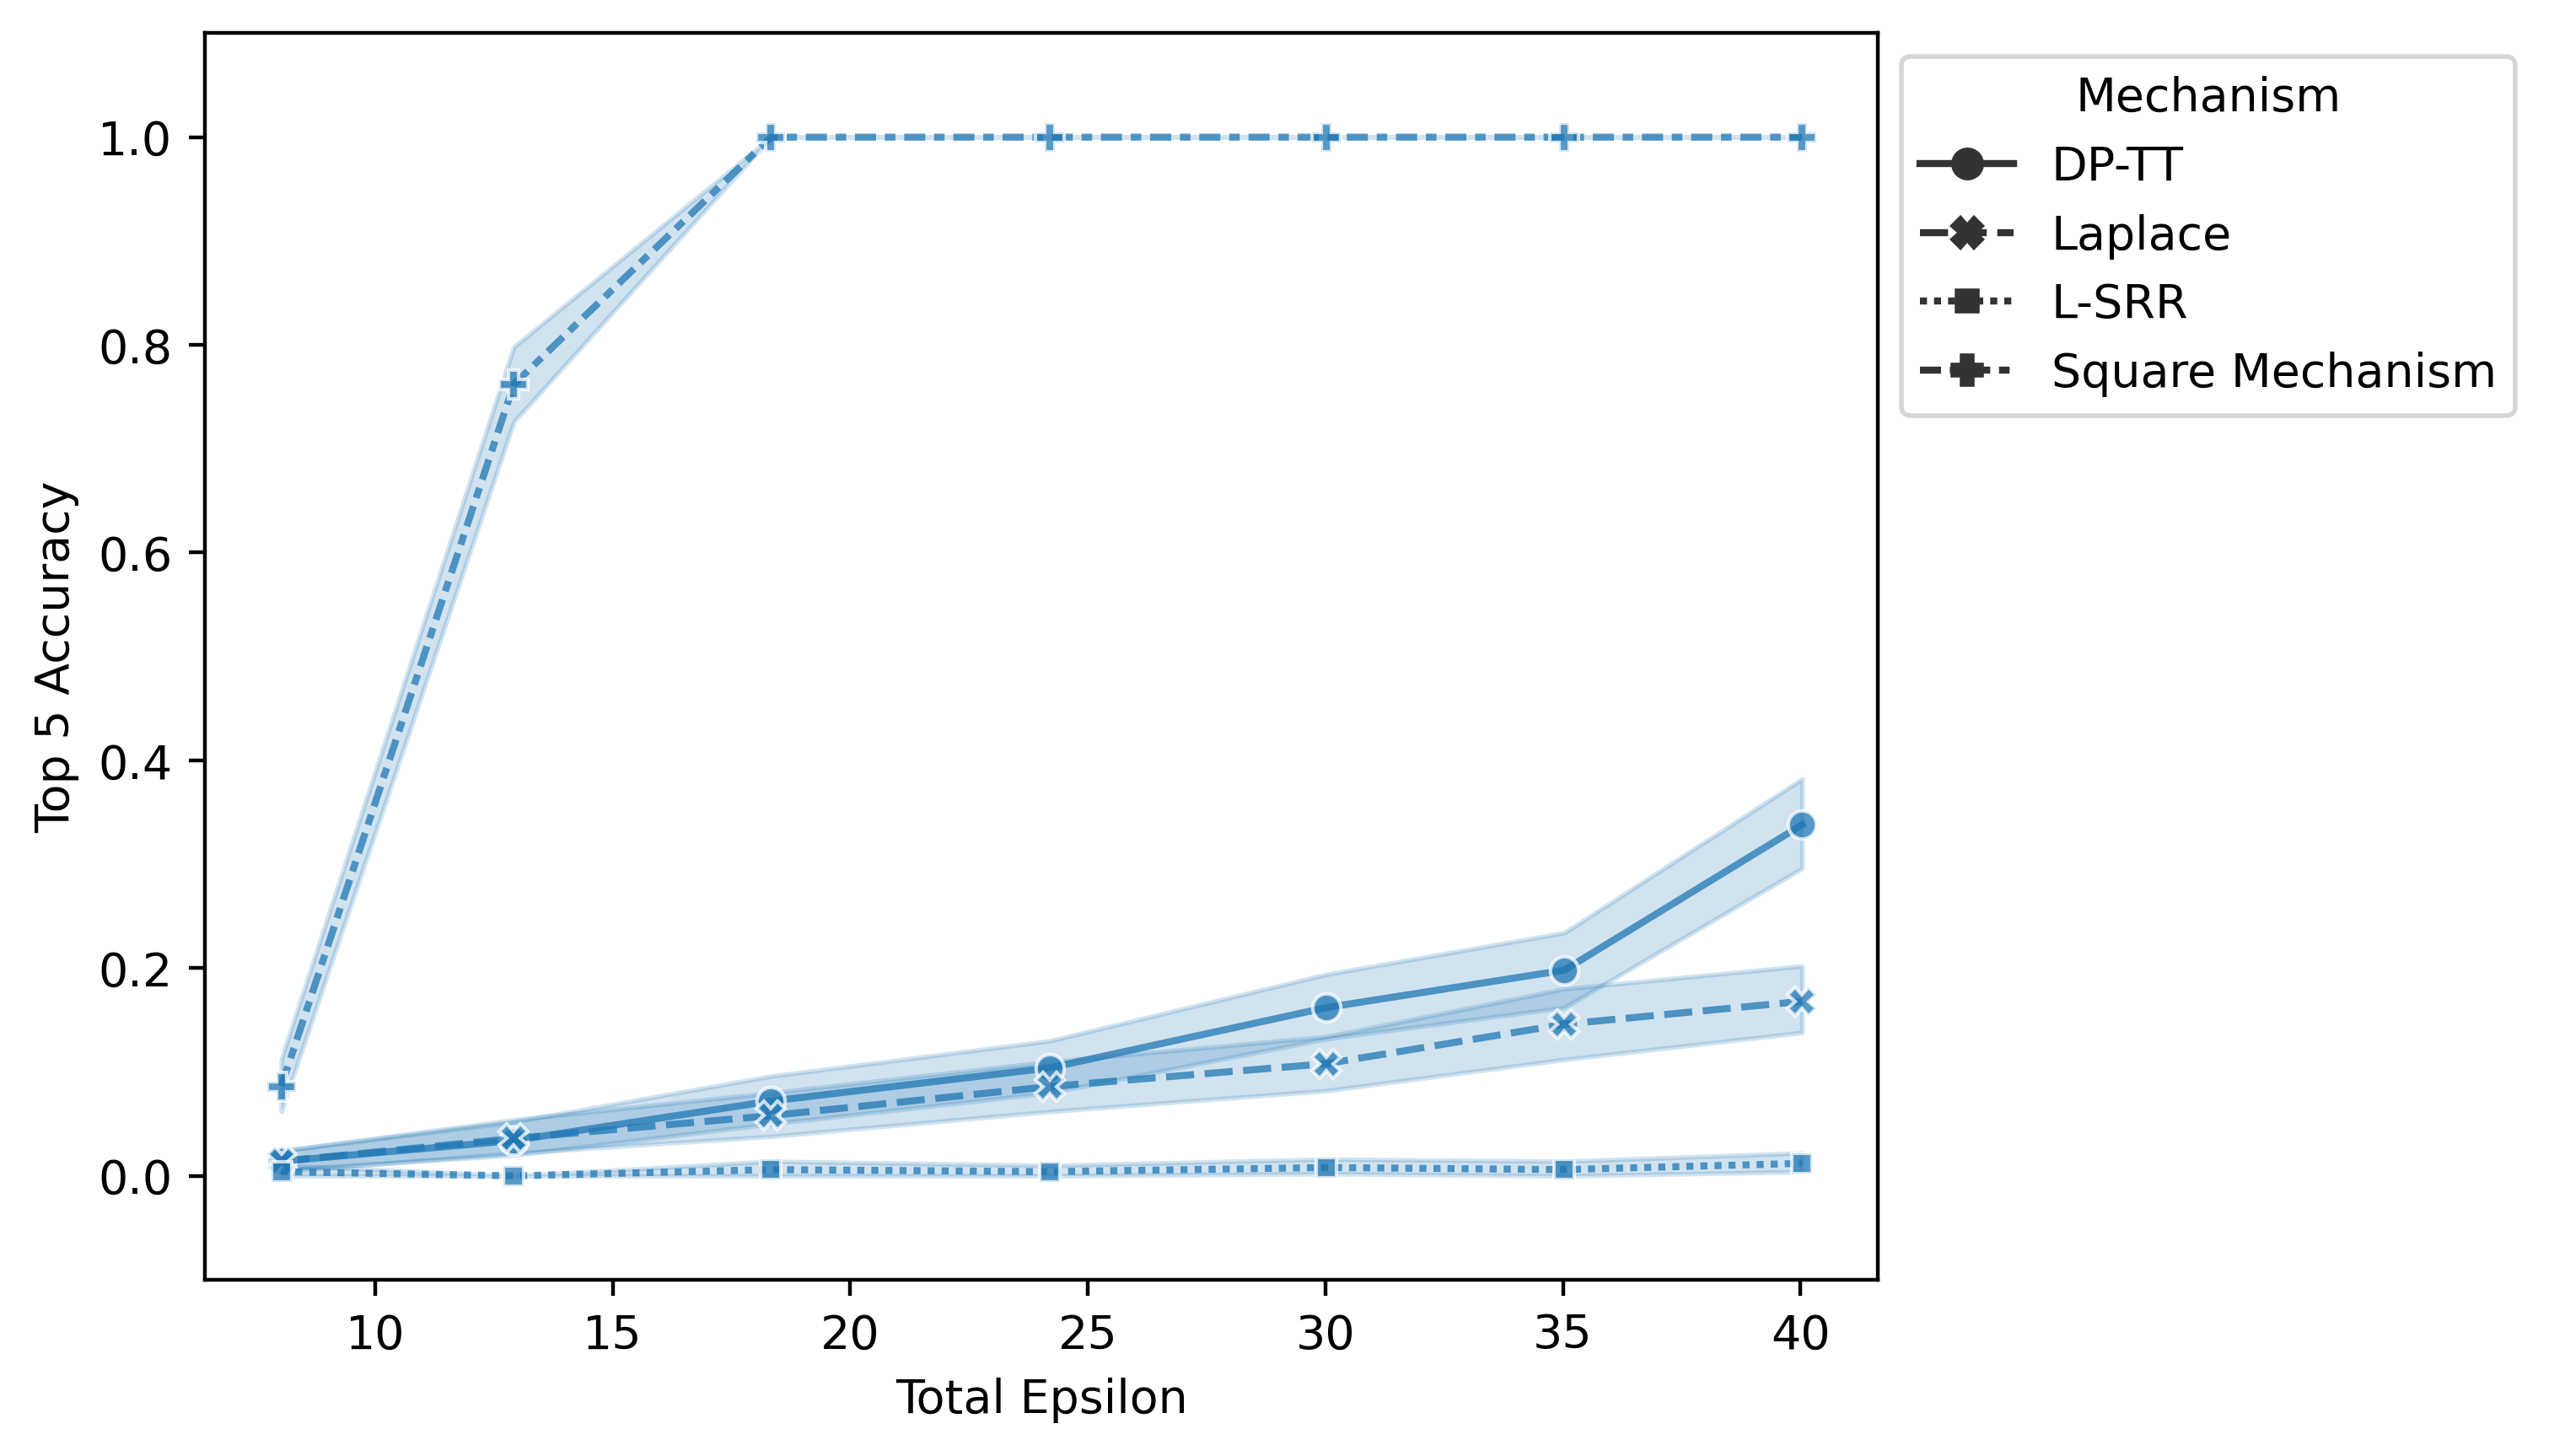 Top 5 Accuracy
1.0
0.8
0.6
0.4
0.2
0.0
10 15 20 25 30 35 40
Total Epsilon
Mechanism
DP-TT
Laplace
L-SRR
Square Mechanism